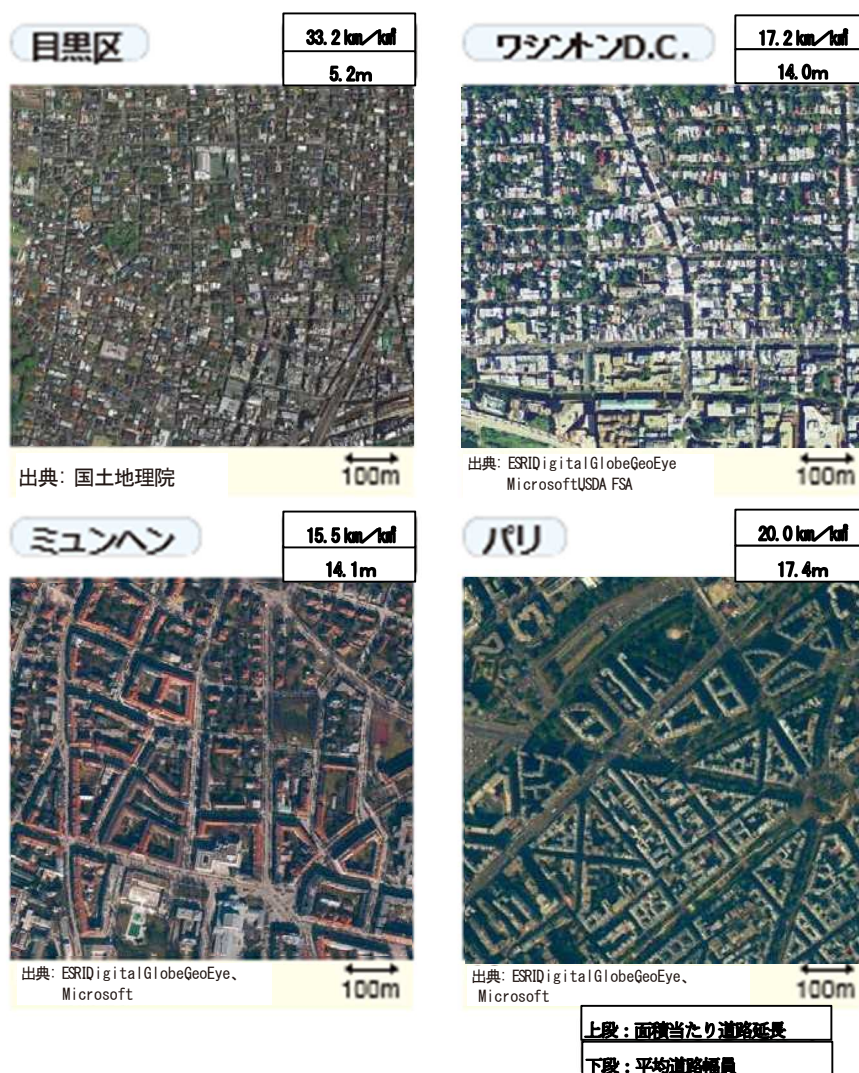 目黒区
33.2㎞／㎢
5.2m
出典: 国土地理院
100m
ワシントンD.C.
17.2㎞／㎢
14.0m
出典: ESRIDigitalGlobeGeoEye
MicrosoftUSDA FSA
100m
ミュンヘン
15.5㎞／㎢
14.1m
出典: ESRIDigitalGlobeGeoEye、
Microsoft
100m
パリ
20.0㎞／㎢
17.4m
出典: ESRIDigitalGlobeGeoEye、
Microsoft
100m
上段：面積当たり道路延長
下段：平均道路幅員